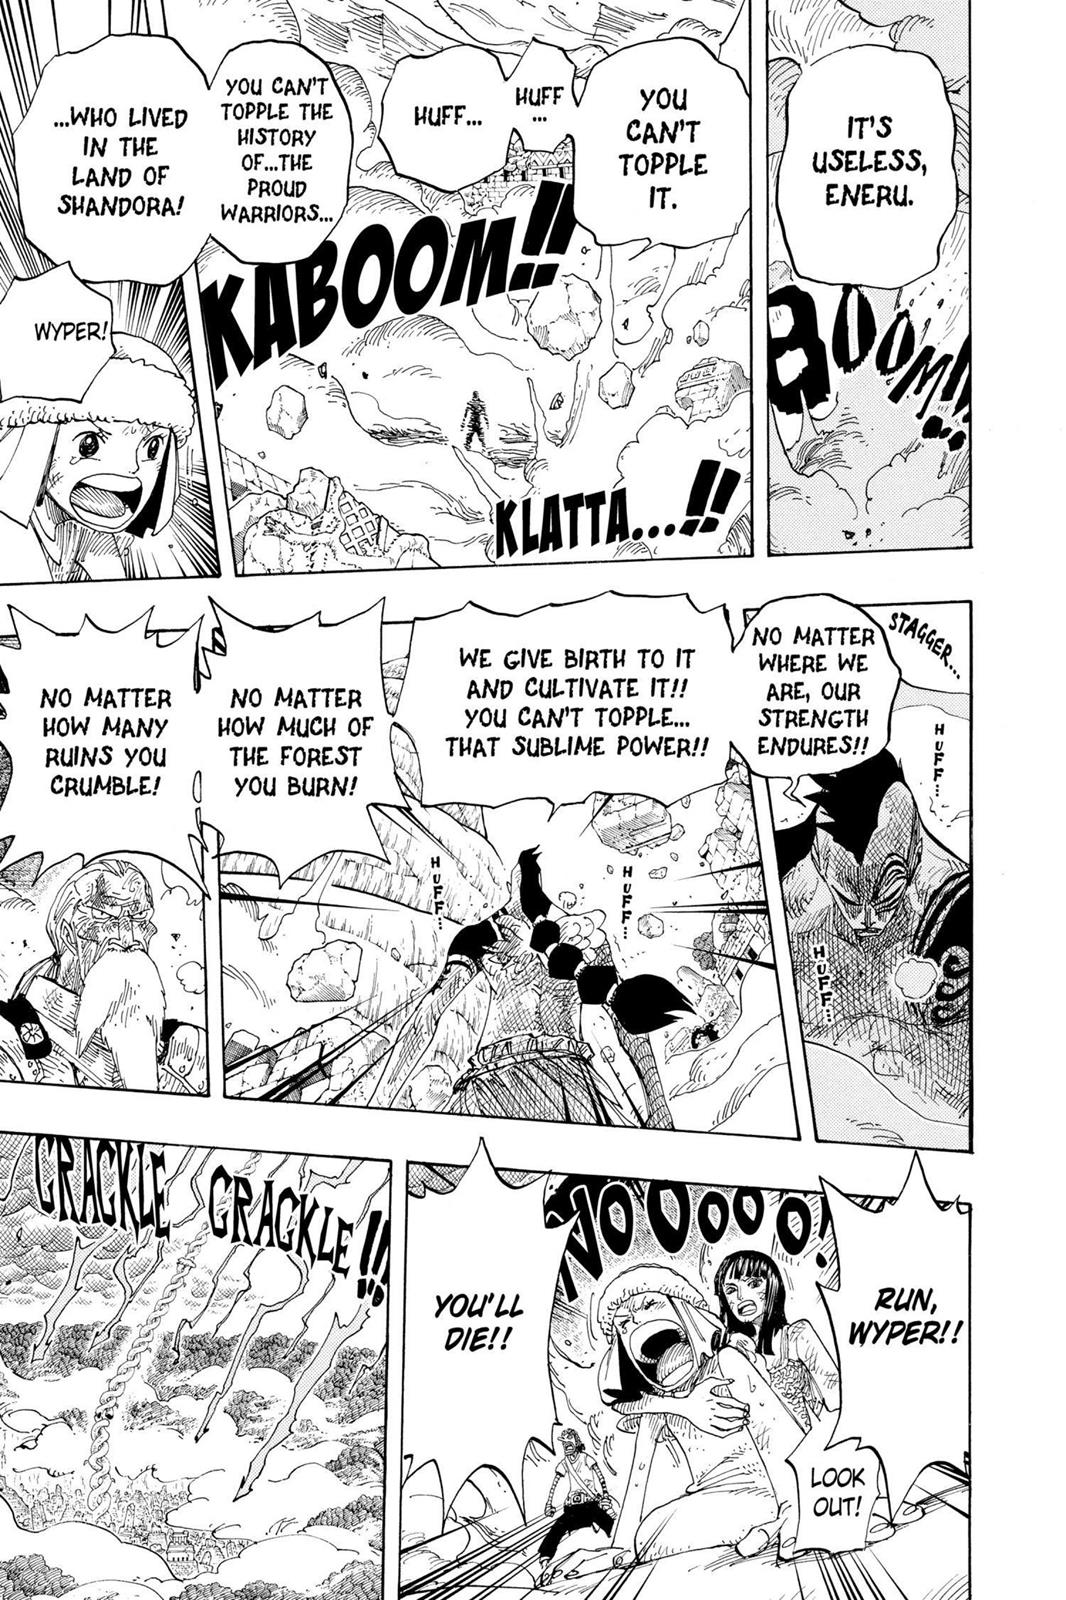 IT'S
USELESS,
ENERU.
BOOM!!
YOU
CAN'T
TOPPLE
IT.
HUFF
...
HUFF...
YOU CAN'T
TOPPLE THE
HISTORY
OF...THE
PROUD
WARRIORS...
KABOOM!!
KLATTA...!!
...WHO LIVED
IN THE
LAND OF
SHANDORA!
WYPER!
STAGGER...
NO MATTER
WHERE WE
ARE, OUR
STRENGTH
ENDURES!!
HUFF...
HUFF...
WE GIVE BIRTH TO IT
AND CULTIVATE IT!!
YOU CAN'T TOPPLE...
THAT SUBLIME POWER!!
HUFF...
HUFF...
NO MATTER
HOW MUCH OF
THE FOREST
YOU BURN!
NO MATTER
HOW MANY
RUINS YOU
CRUMBLE!
NOOOOOO!
RUN,
WYPER!!
LOOK
OUT!
YOU'LL
DIE!!
CRACKLE
CRACKLE!!